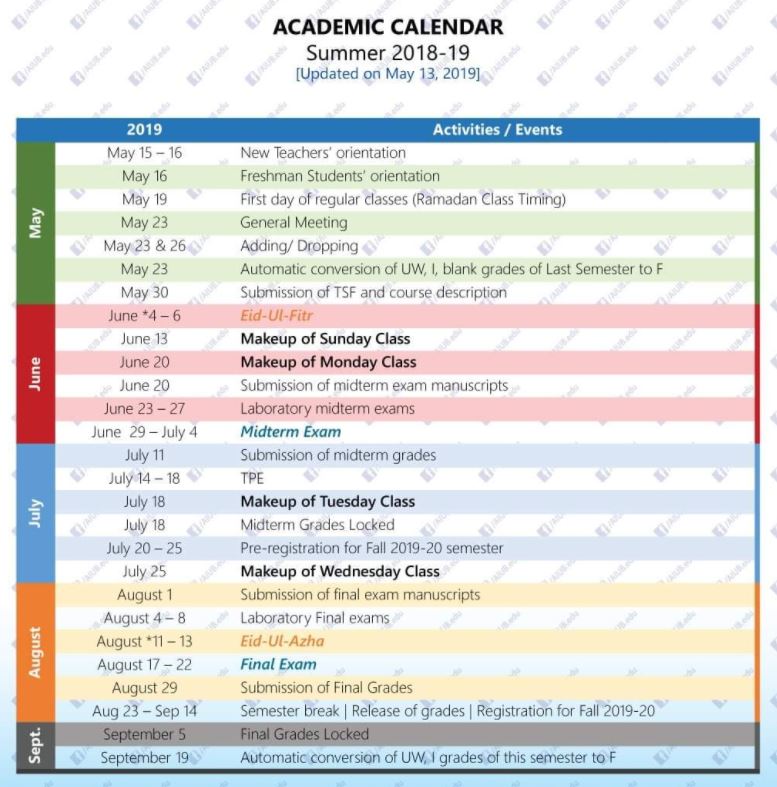 ACADEMIC CALENDAR
Summer 2018-19
[Updated on May 13, 2019]
2019 Activities / Events
May
May 15 – 16 New Teachers' orientation
May 16 Freshman Students' orientation
May 19 First day of regular classes (Ramadan Class Timing)
May 23 General Meeting
May 23 & 26 Adding/ Dropping
May 23 Automatic conversion of UW, I, blank grades of Last Semester to F
May 30 Submission of TSF and course description
June
June *4 – 6 Eid-Ul-Fitr
June 13 Makeup of Sunday Class
June 20 Makeup of Monday Class
June 20 Submission of midterm exam manuscripts
June 23 – 27 Laboratory midterm exams
June 29 – July 4 Midterm Exam
July
July 11 Submission of midterm grades
July 14 – 18 TPE
July 18 Makeup of Tuesday Class
July 18 Midterm Grades Locked
July 20 – 25 Pre-registration for Fall 2019-20 semester
July 25 Makeup of Wednesday Class
August
August 1 Submission of final exam manuscripts
August 4 – 8 Laboratory Final exams
August *11 – 13 Eid-Ul-Azha
August 17 – 22 Final Exam
August 29 Submission of Final Grades
Aug 23 – Sep 14 Semester break | Release of grades | Registration for Fall 2019-20
Sept.
September 5 Final Grades Locked
September 19 Automatic conversion of UW, I grades of this semester to F
/AIUB.edu